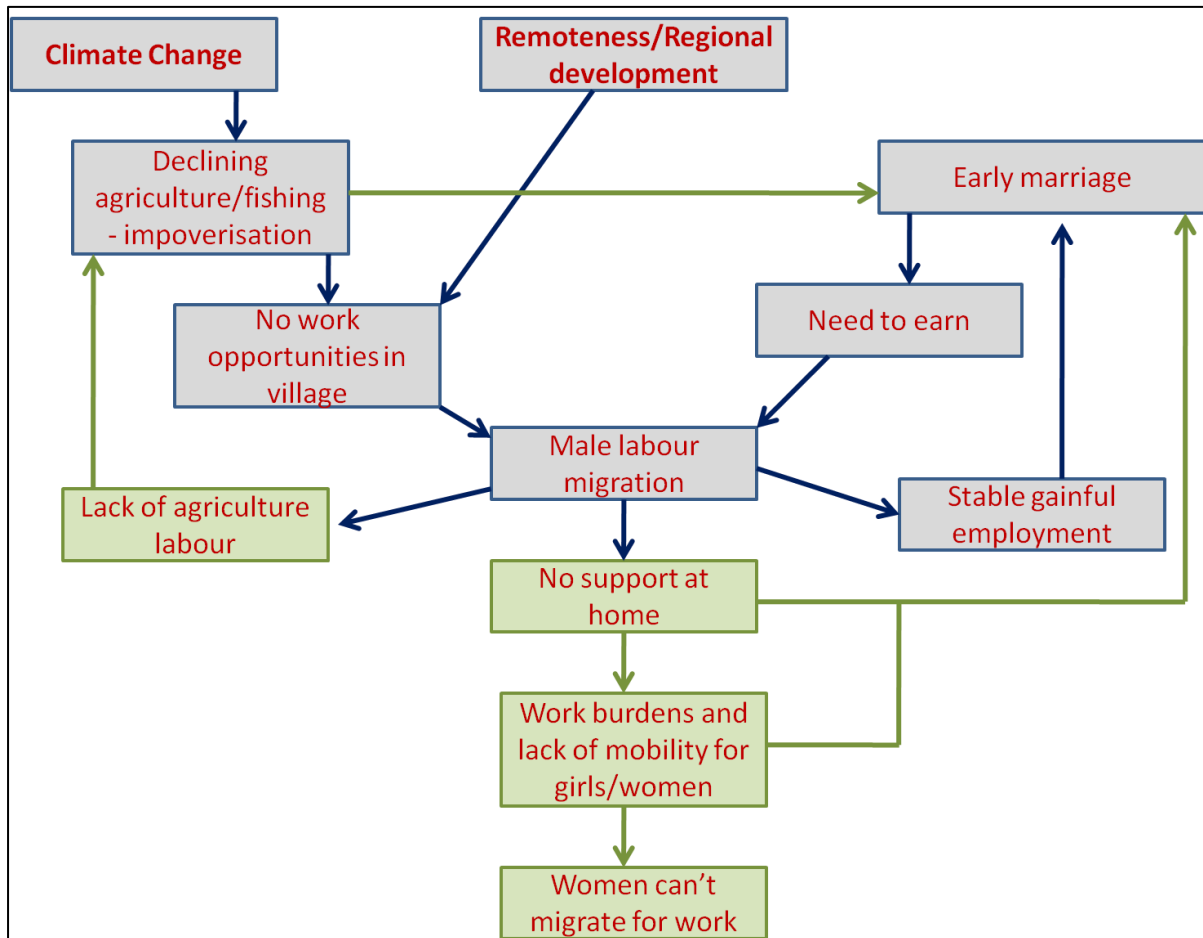 Climate Change
Remoteness/Regional
development
Declining
agriculture/fishing
- impoverisation
Early marriage
No work
opportunities in
village
Need to earn
Male labour
migration
Lack of agriculture
labour
Stable gainful
employment
No support at
home
Work burdens and
lack of mobility for
girls/women
Women can’t
migrate for work